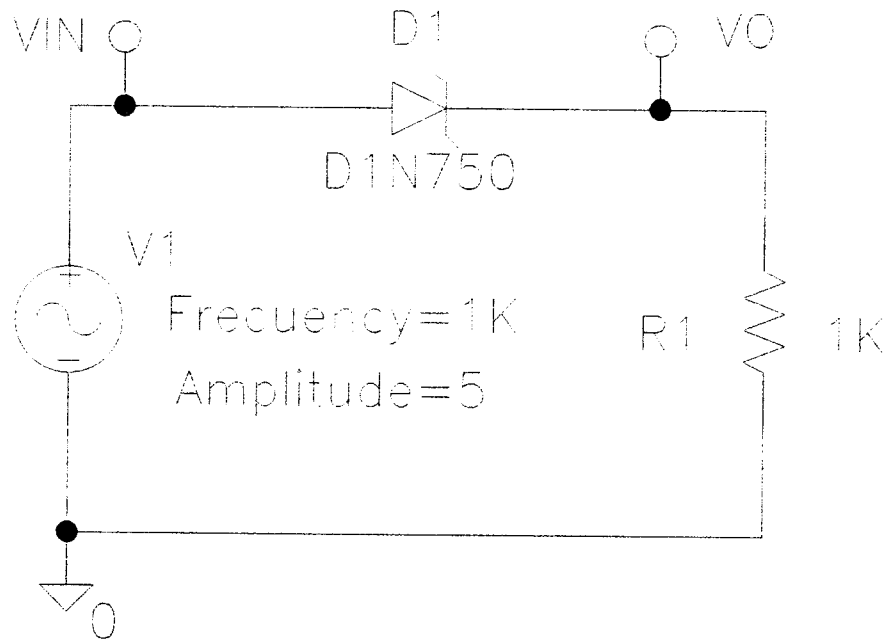 VIN
D1
VO
D1N750
V1
Frecuency=1K
R1
1K
Amplitude=5
0